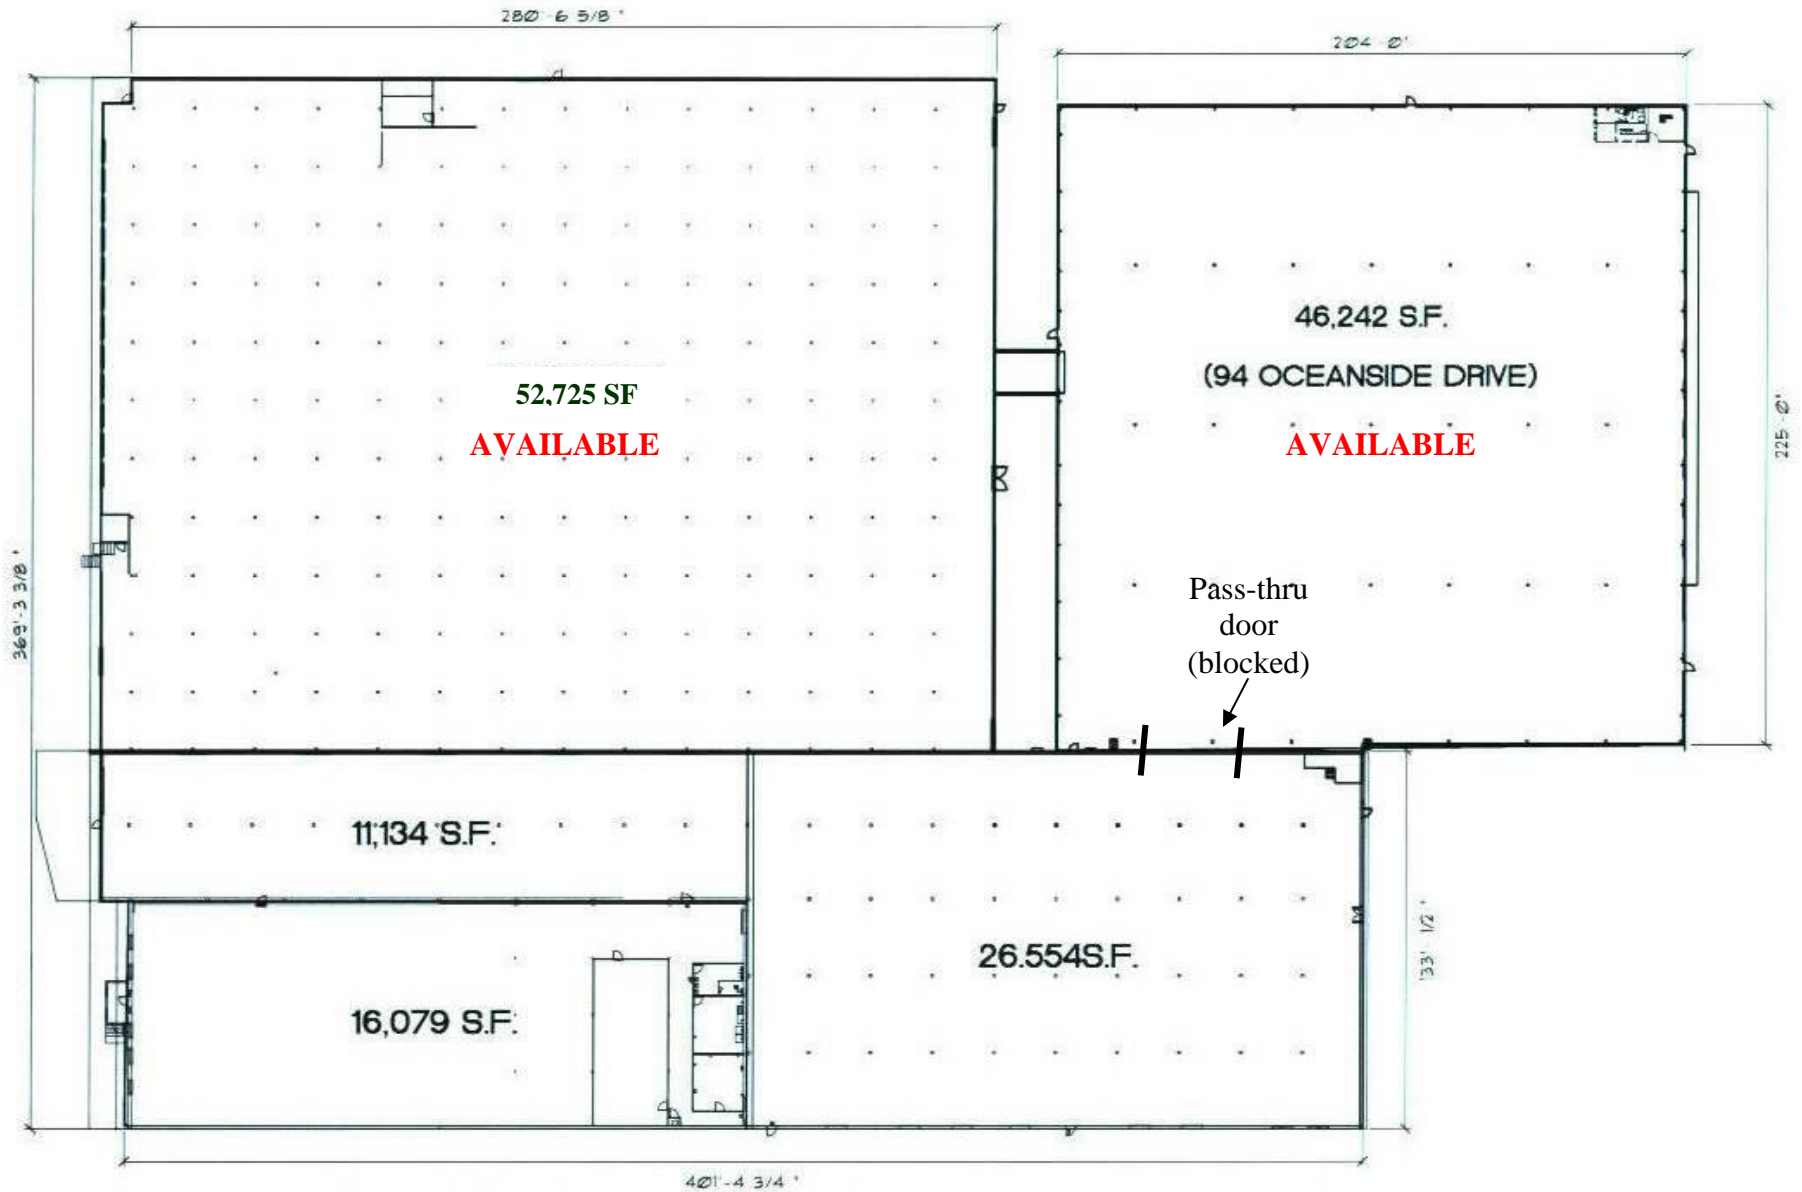 280'-6 5/8"
204'-0"
46,242 S.F.
(94 OCEANSIDE DRIVE)
52,725 SF
AVAILABLE
AVAILABLE
225'-0"
369'-3 3/8"
Pass-thru
door
(blocked)
11,134 S.F.
26.554S.F.
133' 1/2"
16,079 S.F.
401'-4 3/4"